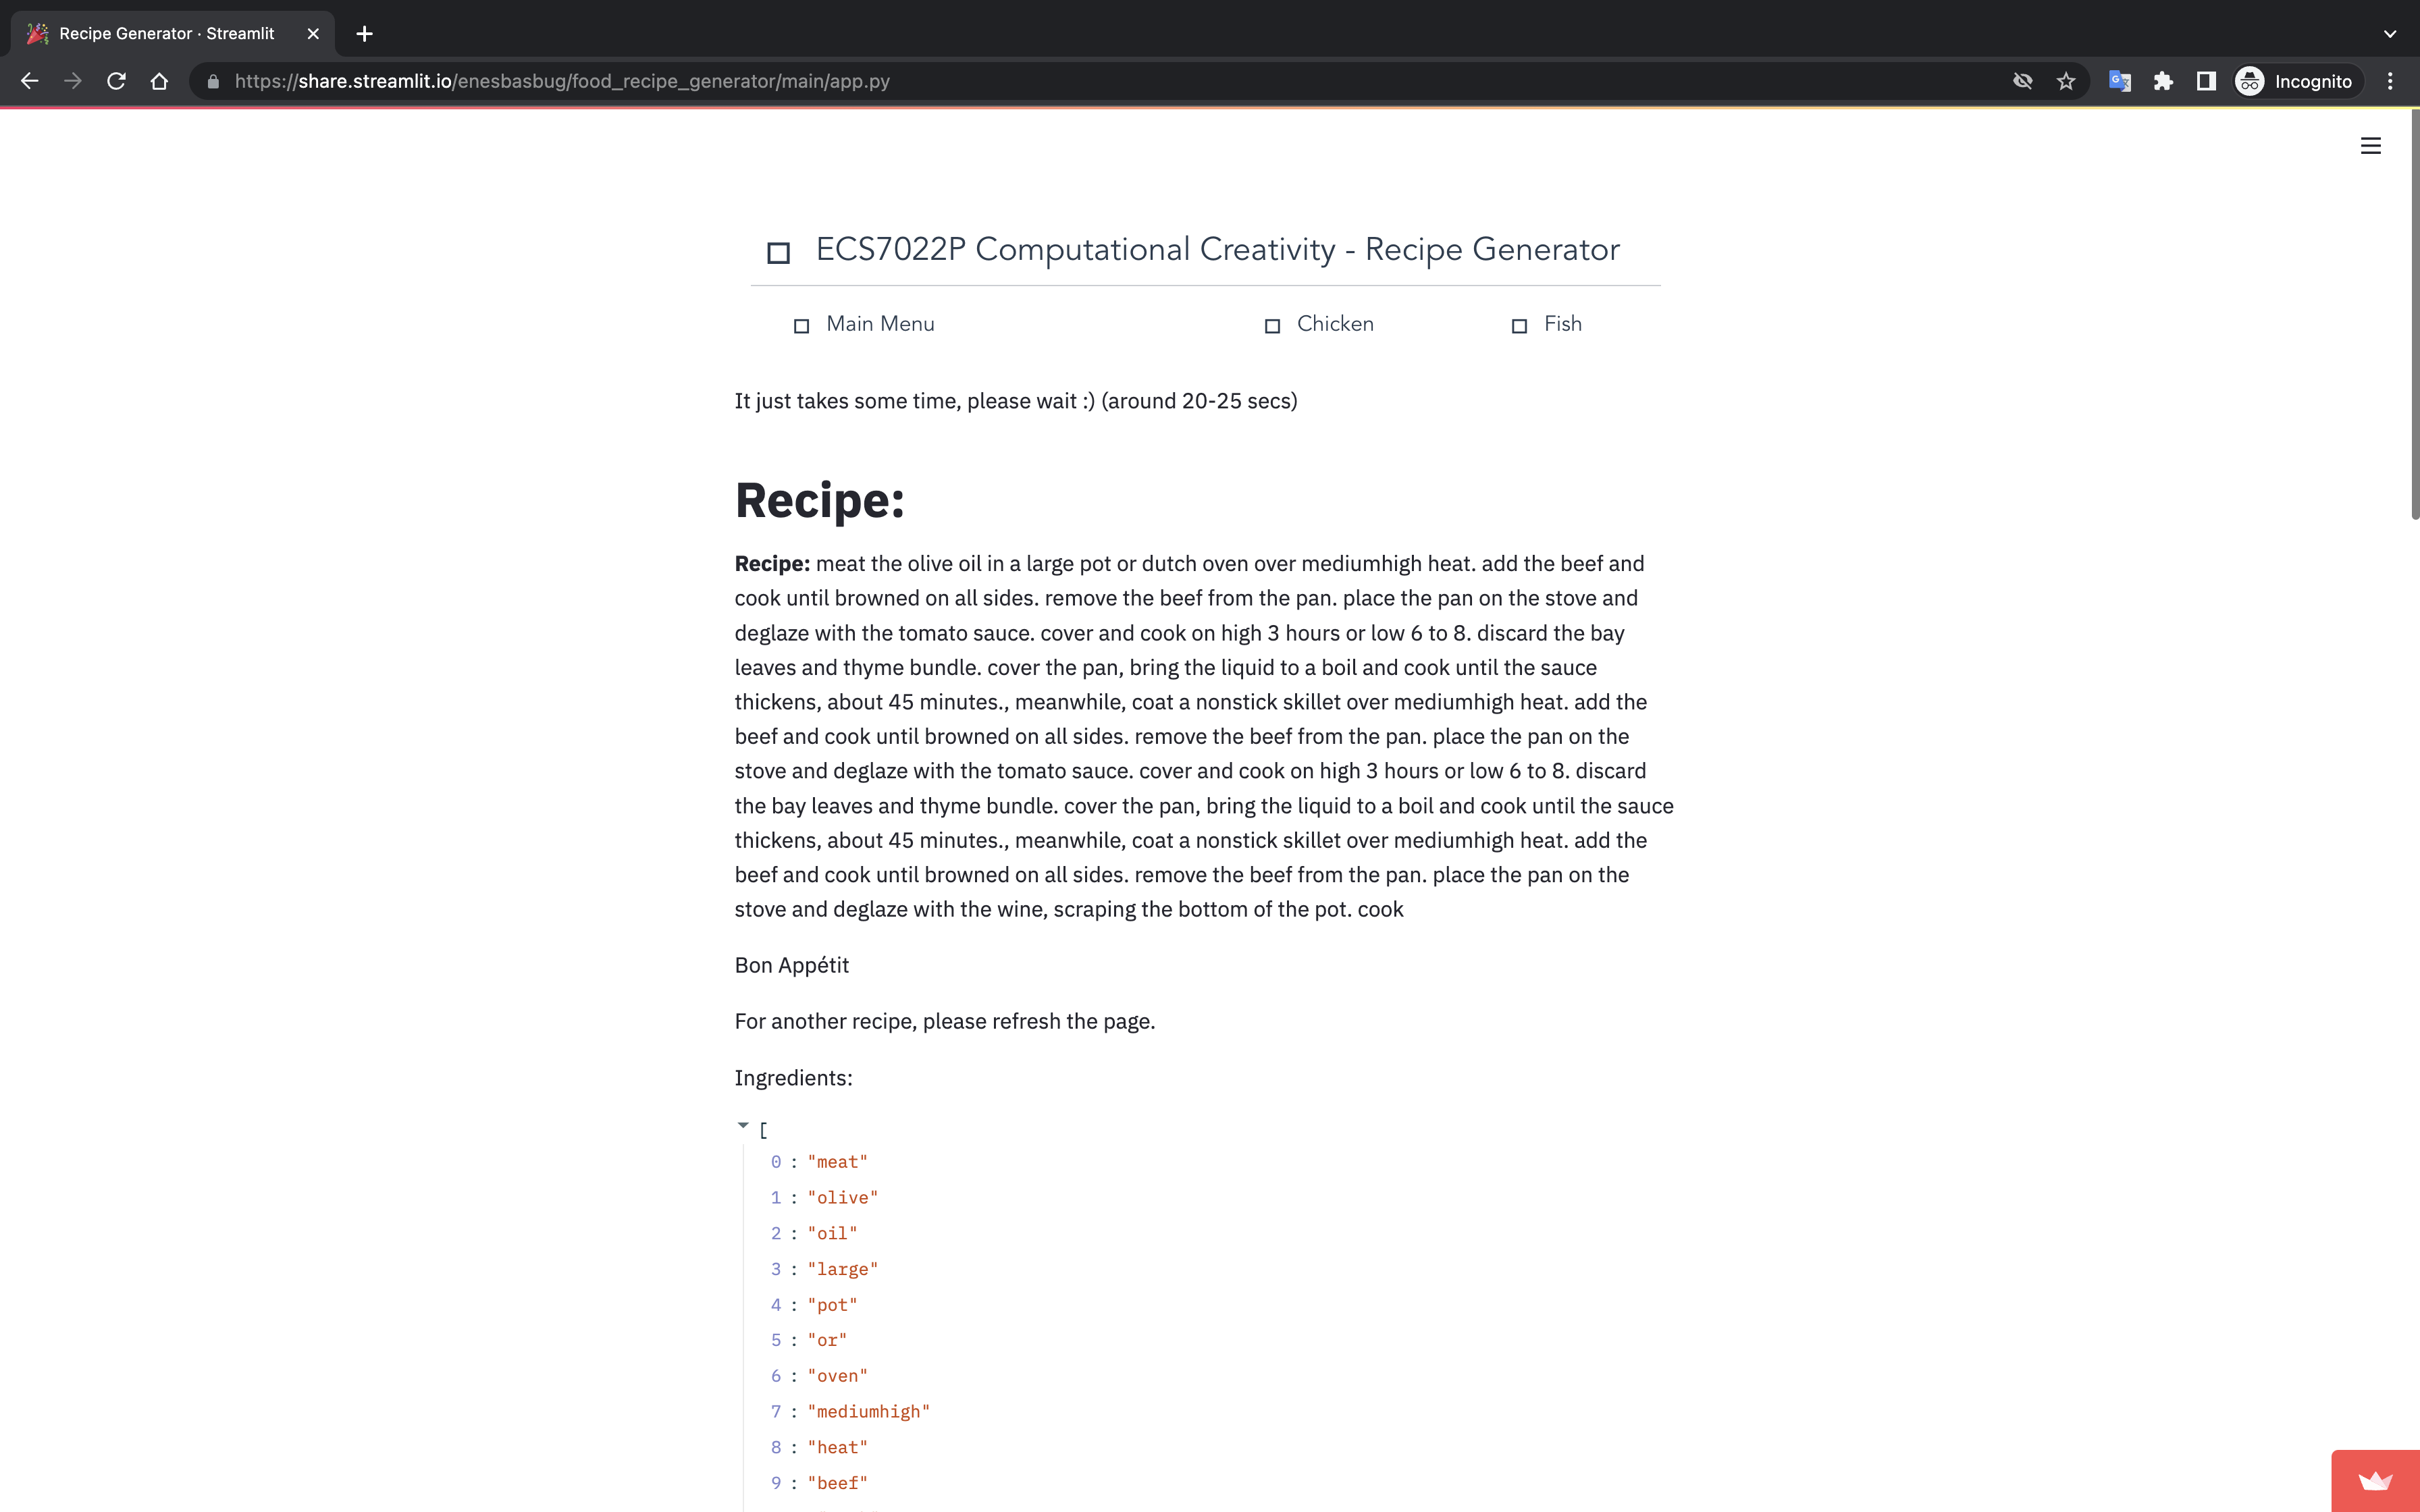 Recipe Generator · Streamlit
https://share.streamlit.io/enesbasbug/food_recipe_generator/main/app.py
Incognito
ECS7022P Computational Creativity - Recipe Generator
Main Menu
Chicken
Fish
It just takes some time, please wait :) (around 20-25 secs)
Recipe:
Recipe: meat the olive oil in a large pot or dutch oven over mediumhigh heat. add the beef and
cook until browned on all sides. remove the beef from the pan. place the pan on the stove and
deglaze with the tomato sauce. cover and cook on high 3 hours or low 6 to 8. discard the bay
leaves and thyme bundle. cover the pan, bring the liquid to a boil and cook until the sauce
thickens, about 45 minutes., meanwhile, coat a nonstick skillet over mediumhigh heat. add the
beef and cook until browned on all sides. remove the beef from the pan. place the pan on the
stove and deglaze with the tomato sauce. cover and cook on high 3 hours or low 6 to 8. discard
the bay leaves and thyme bundle. cover the pan, bring the liquid to a boil and cook until the sauce
thickens, about 45 minutes., meanwhile, coat a nonstick skillet over mediumhigh heat. add the
beef and cook until browned on all sides. remove the beef from the pan. place the pan on the
stove and deglaze with the wine, scraping the bottom of the pot. cook
Bon Appétit
For another recipe, please refresh the page.
Ingredients:
[
0 : "meat"
1 : "olive"
2 : "oil"
3 : "large"
4 : "pot"
5 : "or"
6 : "oven"
7 : "mediumhigh"
8 : "heat"
9 : "beef"